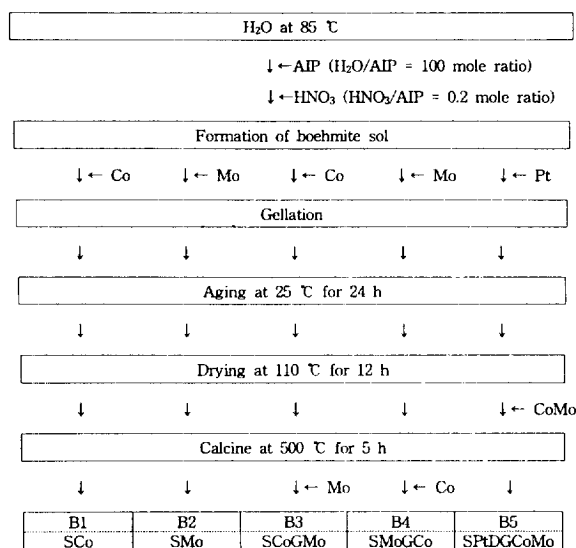 H₂O at 85 ℃
↓←AIP (H₂O/AIP = 100 mole ratio)
↓←HNO₃ (HNO₃/AIP = 0.2 mole ratio)
Formation of boehmite sol
↓← Co ↓← Mo ↓← Co ↓← Mo ↓← Pt
Gellation
↓ ↓ ↓ ↓ ↓
Aging at 25 ℃ for 24 h
↓ ↓ ↓ ↓ ↓
Drying at 110 ℃ for 12 h
↓ ↓ ↓ ↓ ↓← CoMo
Calcine at 500 ℃ for 5 h
↓ ↓ ↓← Mo ↓← Co ↓
B1 B2 B3 B4 B5
SCo SMo SCoGMo SMoGCo SPtDGCoMo